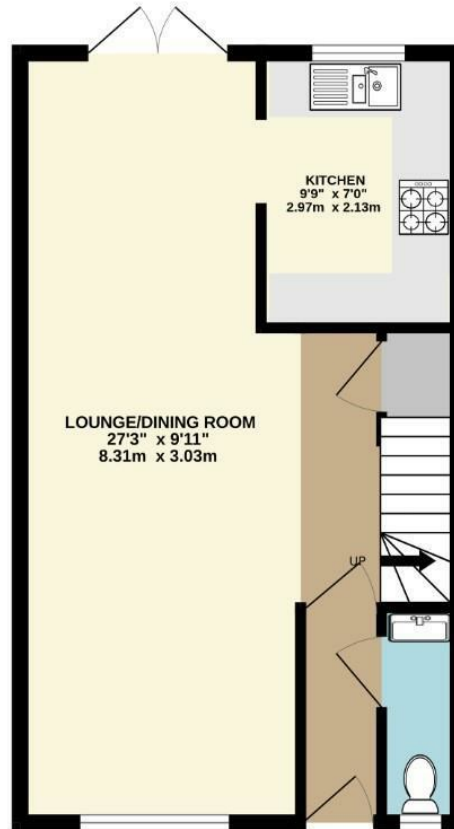 KITCHEN
9'9" x 7'0"
2.97m x 2.13m
LOUNGE/DINING ROOM
27'3" x 9'11"
8.31m x 3.03m
UP